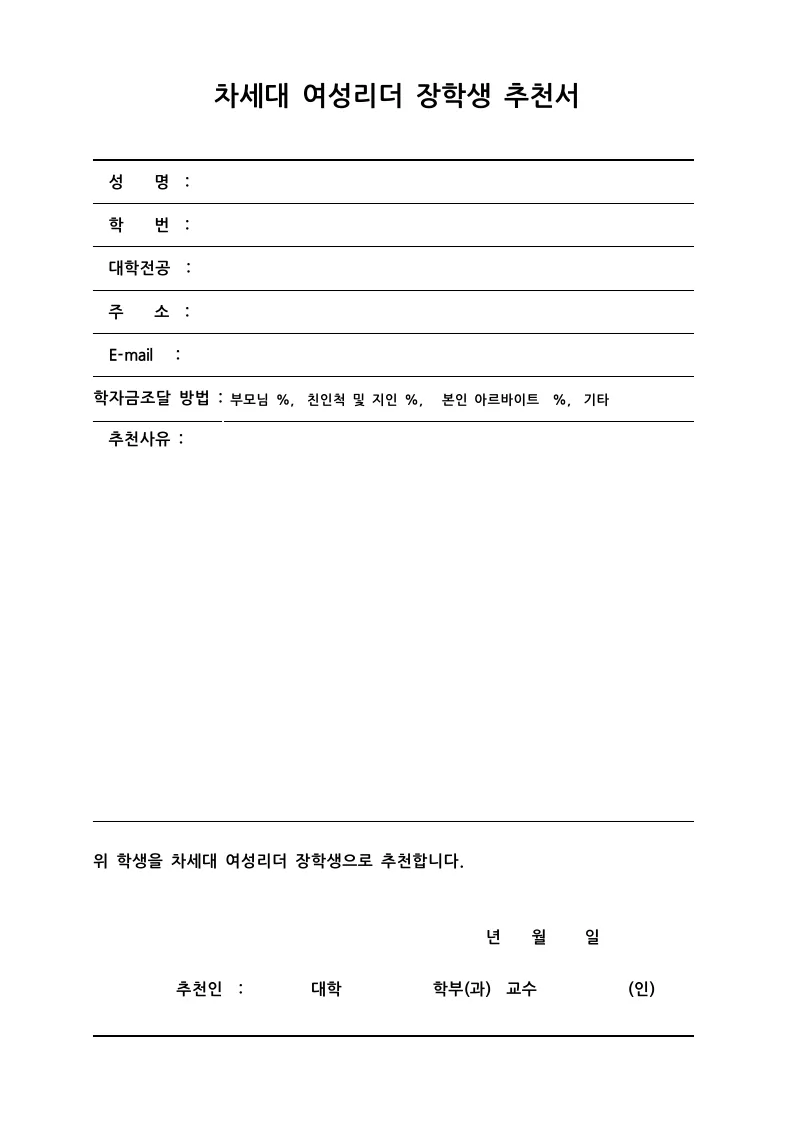 차세대 여성리더 장학생 추천서
성 명 :
학 번 :
대학전공 :
주 소 :
E-mail :
학자금조달 방법 : 부모님 %, 친인척 및 지인 %, 본인 아르바이트 %, 기타
추천사유 :
위 학생을 차세대 여성리더 장학생으로 추천합니다.
년 월 일
추천인 : 대학 학부(과) 교수 (인)